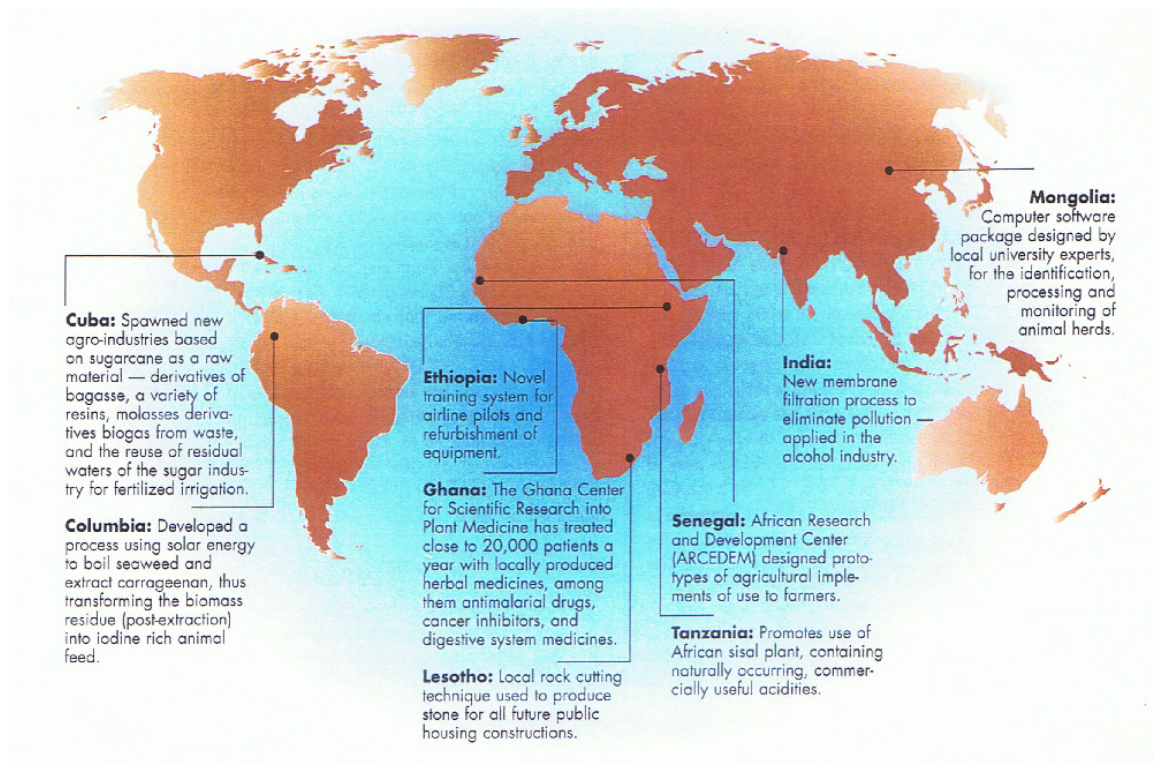 Cuba: Spawned new
agro-industries based
on sugarcane as a raw
material — derivatives of
bagasse, a variety of
resins, molasses deriva-
tives biogas from waste,
and the reuse of residual
waters of the sugar indus-
try for fertilized irrigation.
Columbia: Developed a
process using solar energy
to boil seaweed and
extract carrageenan, thus
transforming the biomass
residue (post-extraction)
into iodine rich animal
feed.
Ethiopia: Novel
training system for
airline pilots and
refurbishment of
equipment.
Ghana: The Ghana Center
for Scientific Research into
Plant Medicine has treated
close to 20,000 patients a
year with locally produced
herbal medicines, among
them antimalarial drugs,
cancer inhibitors, and
digestive system medicines.
Lesotho: Local rock cutting
technique used to produce
stone for all future public
housing constructions.
Senegal: African Research
and Development Center
(ARCEDEM) designed proto-
types of agricultural imple-
ments of use to farmers.
Tanzania: Promotes use of
African sisal plant, containing
naturally occurring, commer-
cially useful acidities.
India:
New membrane
filtration process to
eliminate pollution —
applied in the
alcohol industry.
Mongolia:
Computer software
package designed by
local university experts,
for the identification,
processing and
monitoring of
animal herds.